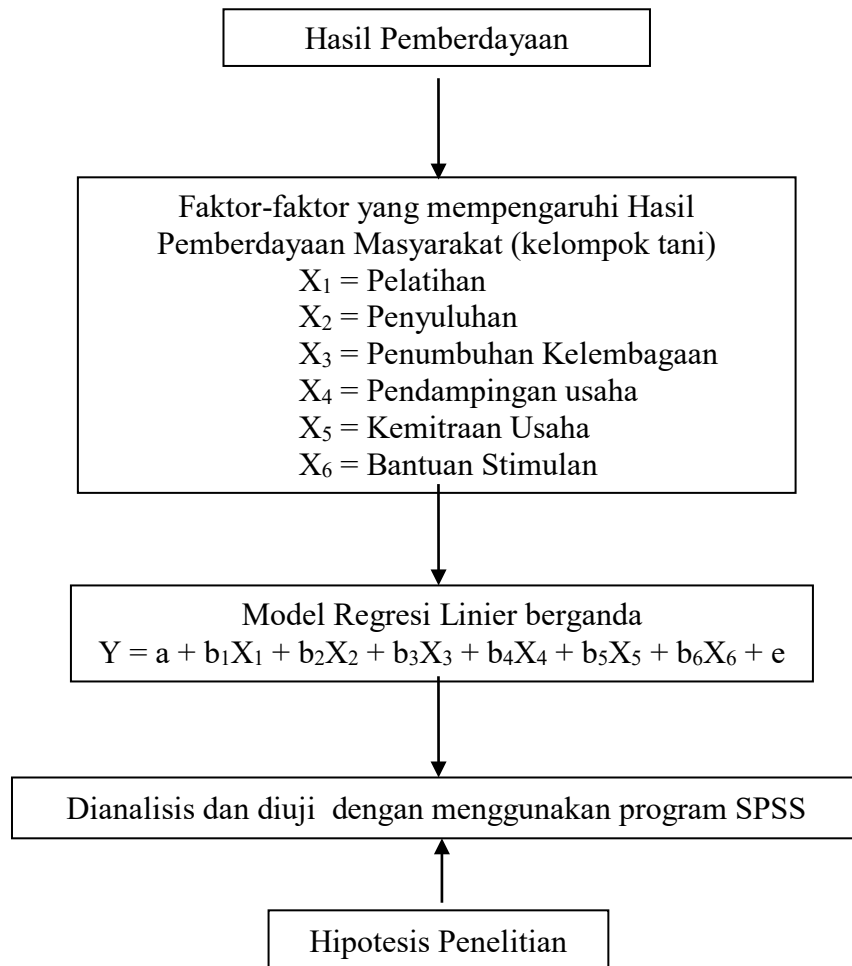 Hasil Pemberdayaan
Faktor-faktor yang mempengaruhi Hasil
Pemberdayaan Masyarakat (kelompok tani)
X₁ = Pelatihan
X₂ = Penyuluhan
X₃ = Penumbuhan Kelembagaan
X₄ = Pendampingan usaha
X₅ = Kemitraan Usaha
X₆ = Bantuan Stimulan
Model Regresi Linier berganda
Y = a + b₁X₁ + b₂X₂ + b₃X₃ + b₄X₄ + b₅X₅ + b₆X₆ + e
Dianalisis dan diuji dengan menggunakan program SPSS
Hipotesis Penelitian